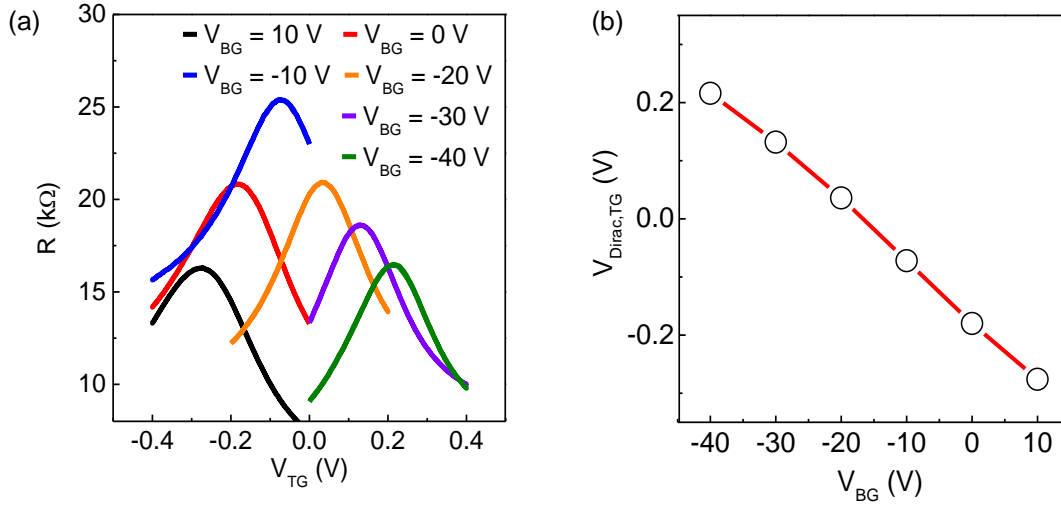 (a)
30
25
20
15
10
R (kΩ)
V_BG = 10 V
V_BG = 0 V
V_BG = -10 V
V_BG = -20 V
V_BG = -30 V
V_BG = -40 V
-0.4 -0.2 0.0 0.2 0.4
V_TG (V)
(b)
0.2
0.0
-0.2
V_Dirac,TG (V)
-40 -30 -20 -10 0 10
V_BG (V)